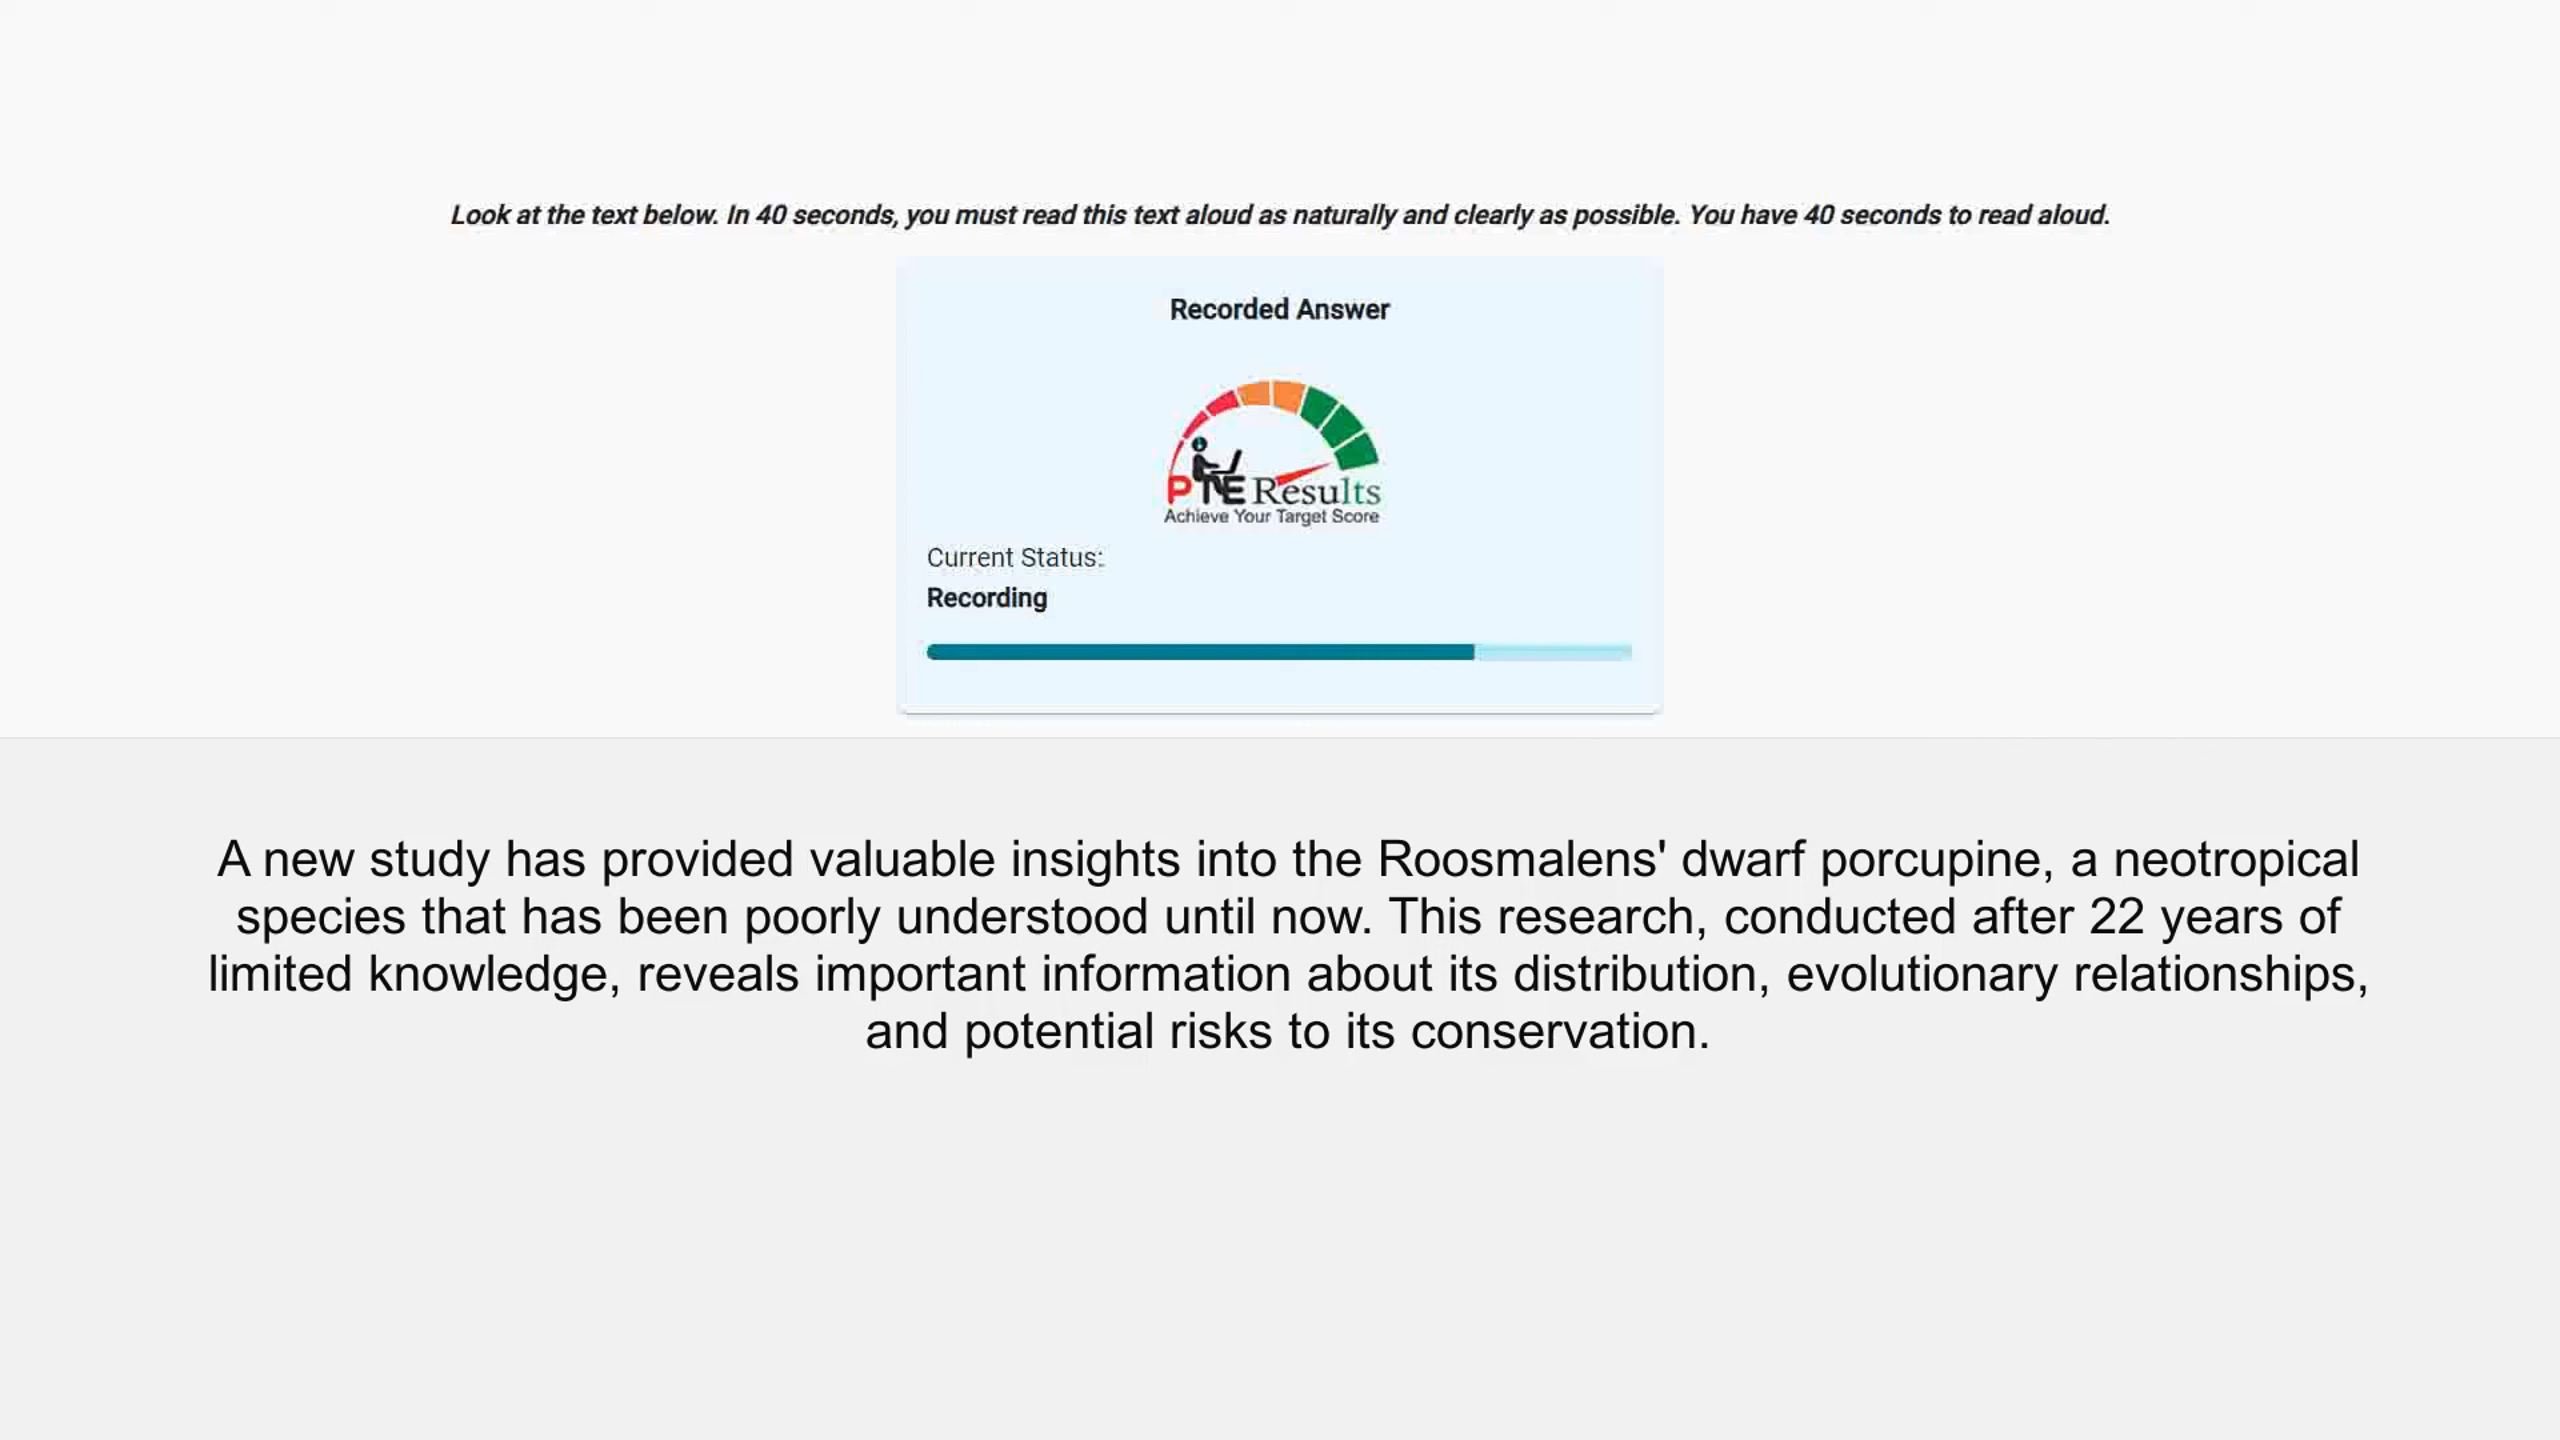 Look at the text below. In 40 seconds, you must read this text aloud as naturally and clearly as possible. You have 40 seconds to read aloud.
Recorded Answer
PTE Results
Achieve Your Target Score
Current Status:
Recording
A new study has provided valuable insights into the Roosmalens' dwarf porcupine, a neotropical
species that has been poorly understood until now. This research, conducted after 22 years of
limited knowledge, reveals important information about its distribution, evolutionary relationships,
and potential risks to its conservation.